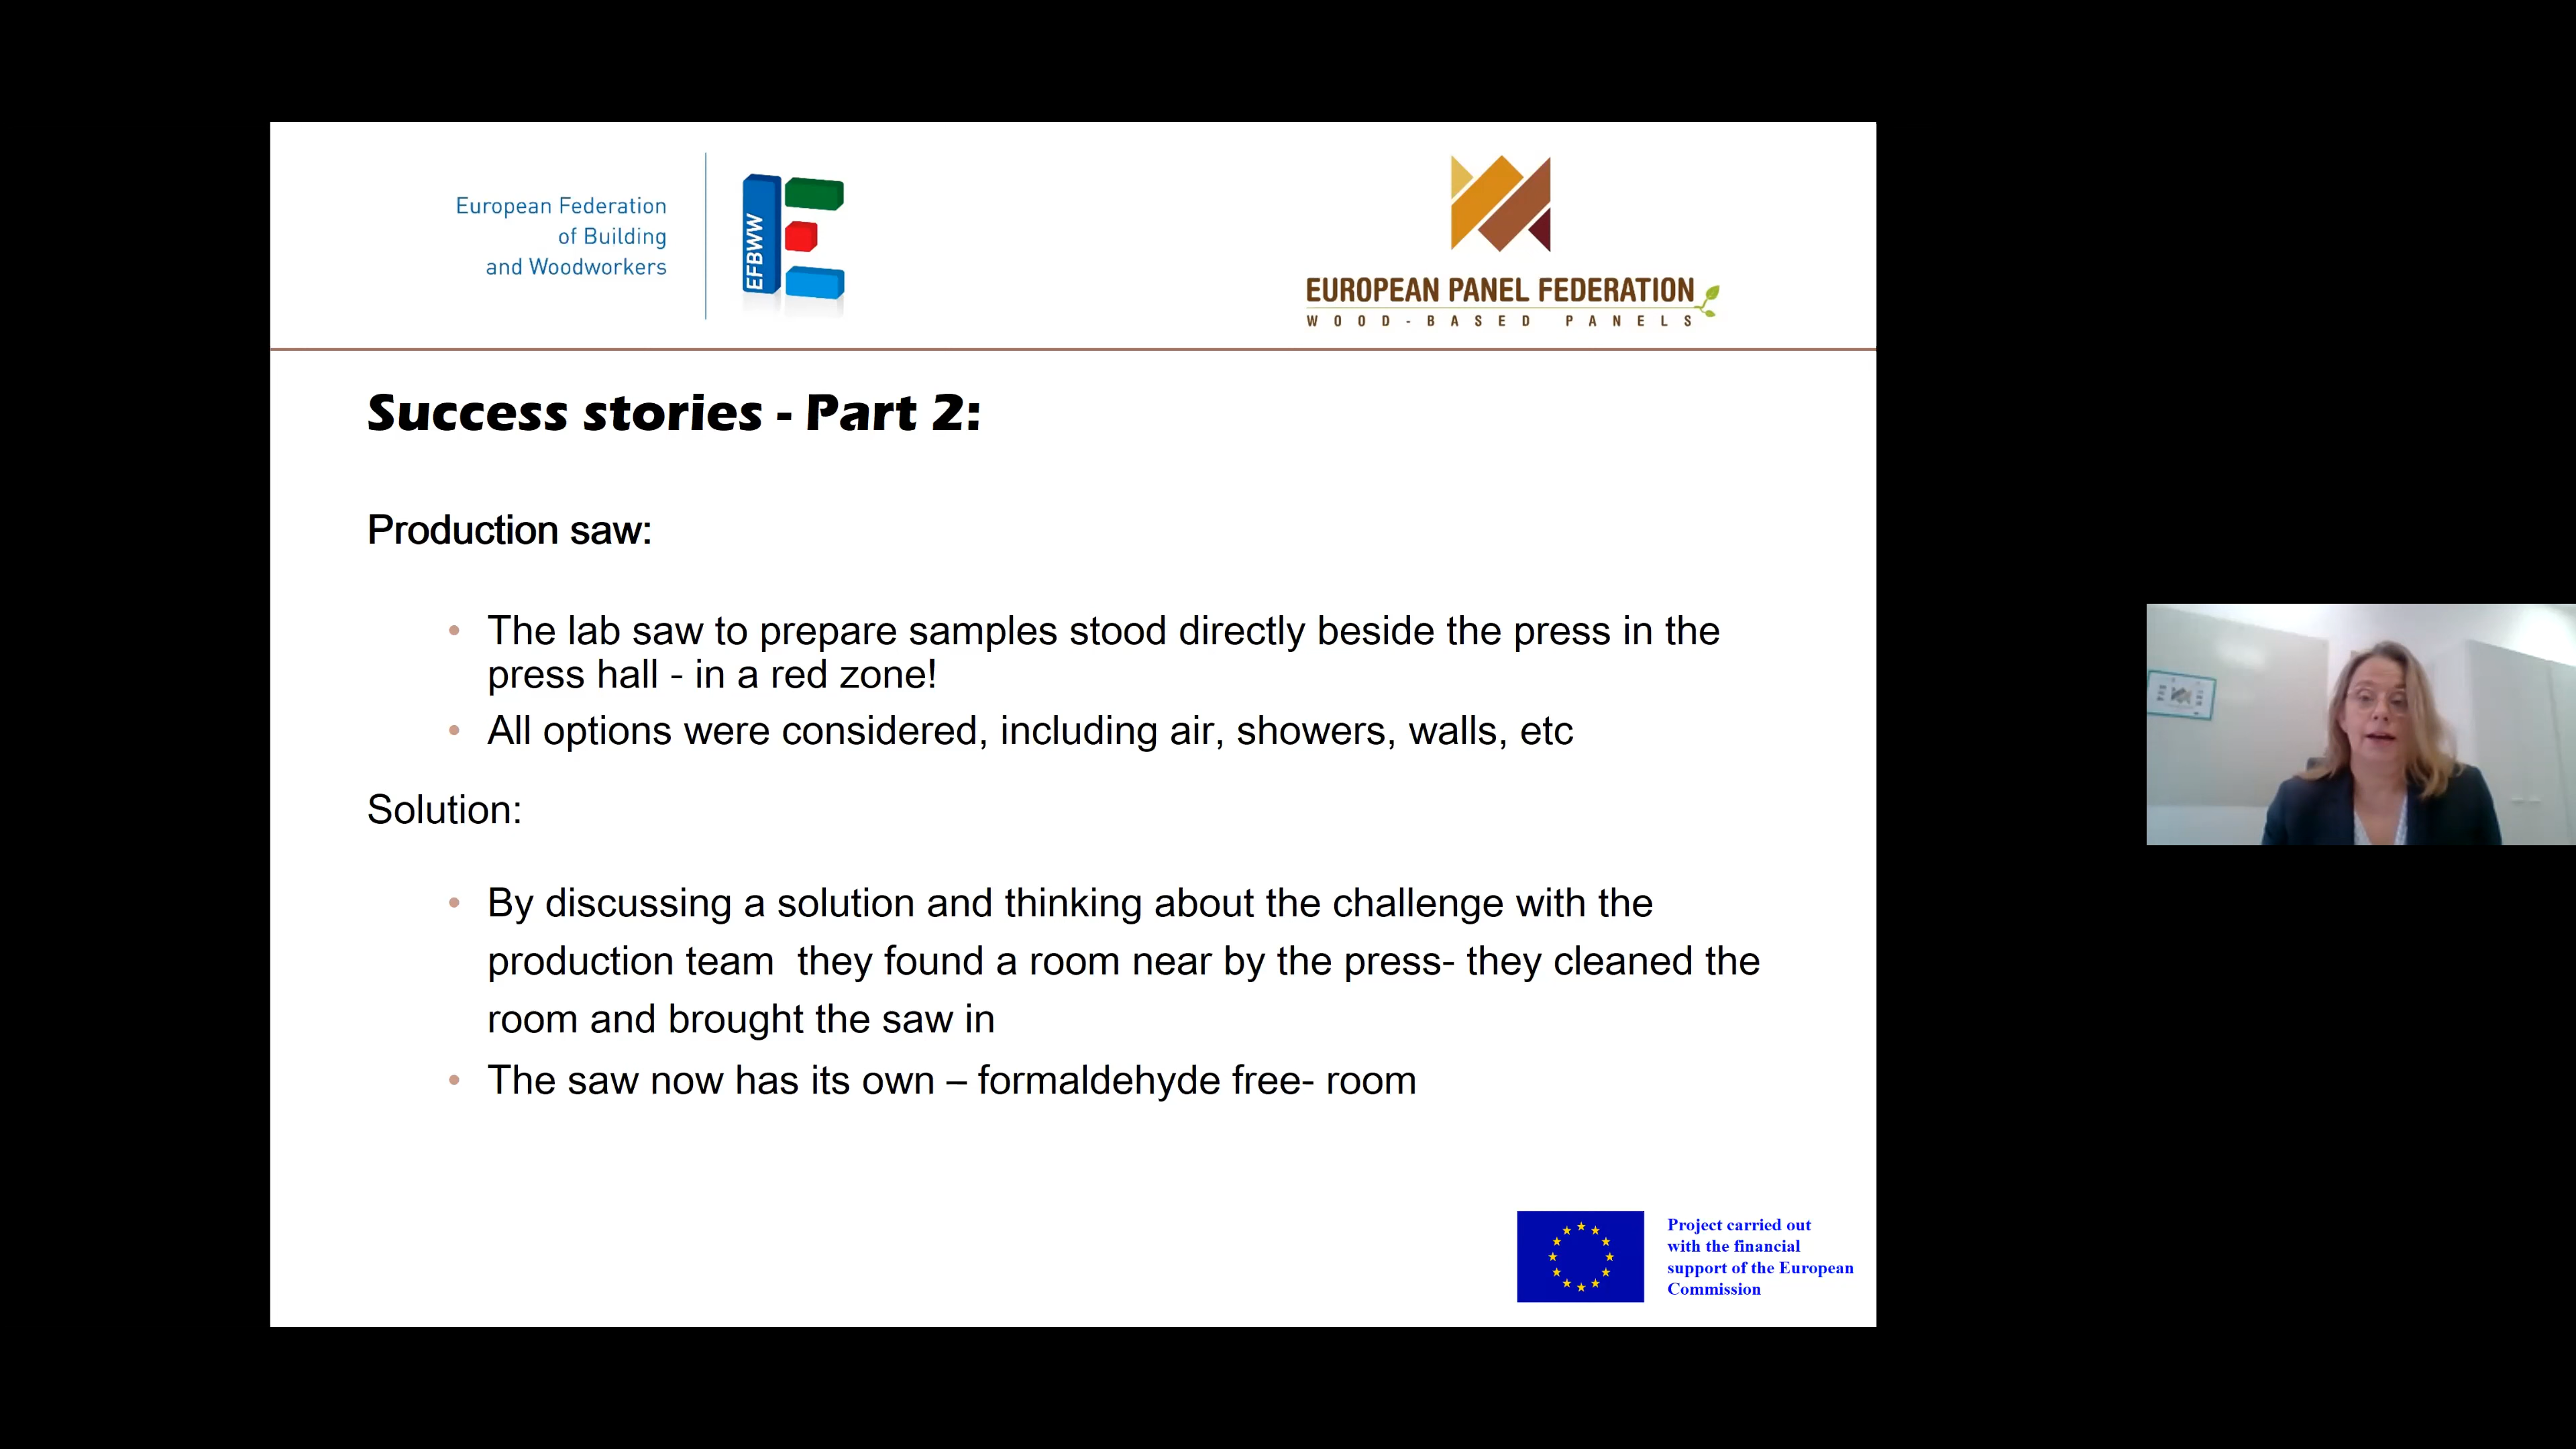 European Federation
of Building
and Woodworkers
EFBWW
EUROPEAN PANEL FEDERATION
WOOD-BASED PANELS
Success stories - Part 2:
Production saw:
• The lab saw to prepare samples stood directly beside the press in the
press hall - in a red zone!
• All options were considered, including air, showers, walls, etc
Solution:
• By discussing a solution and thinking about the challenge with the
production team  they found a room near by the press- they cleaned the
room and brought the saw in
• The saw now has its own – formaldehyde free- room
Project carried out
with the financial
support of the European
Commission